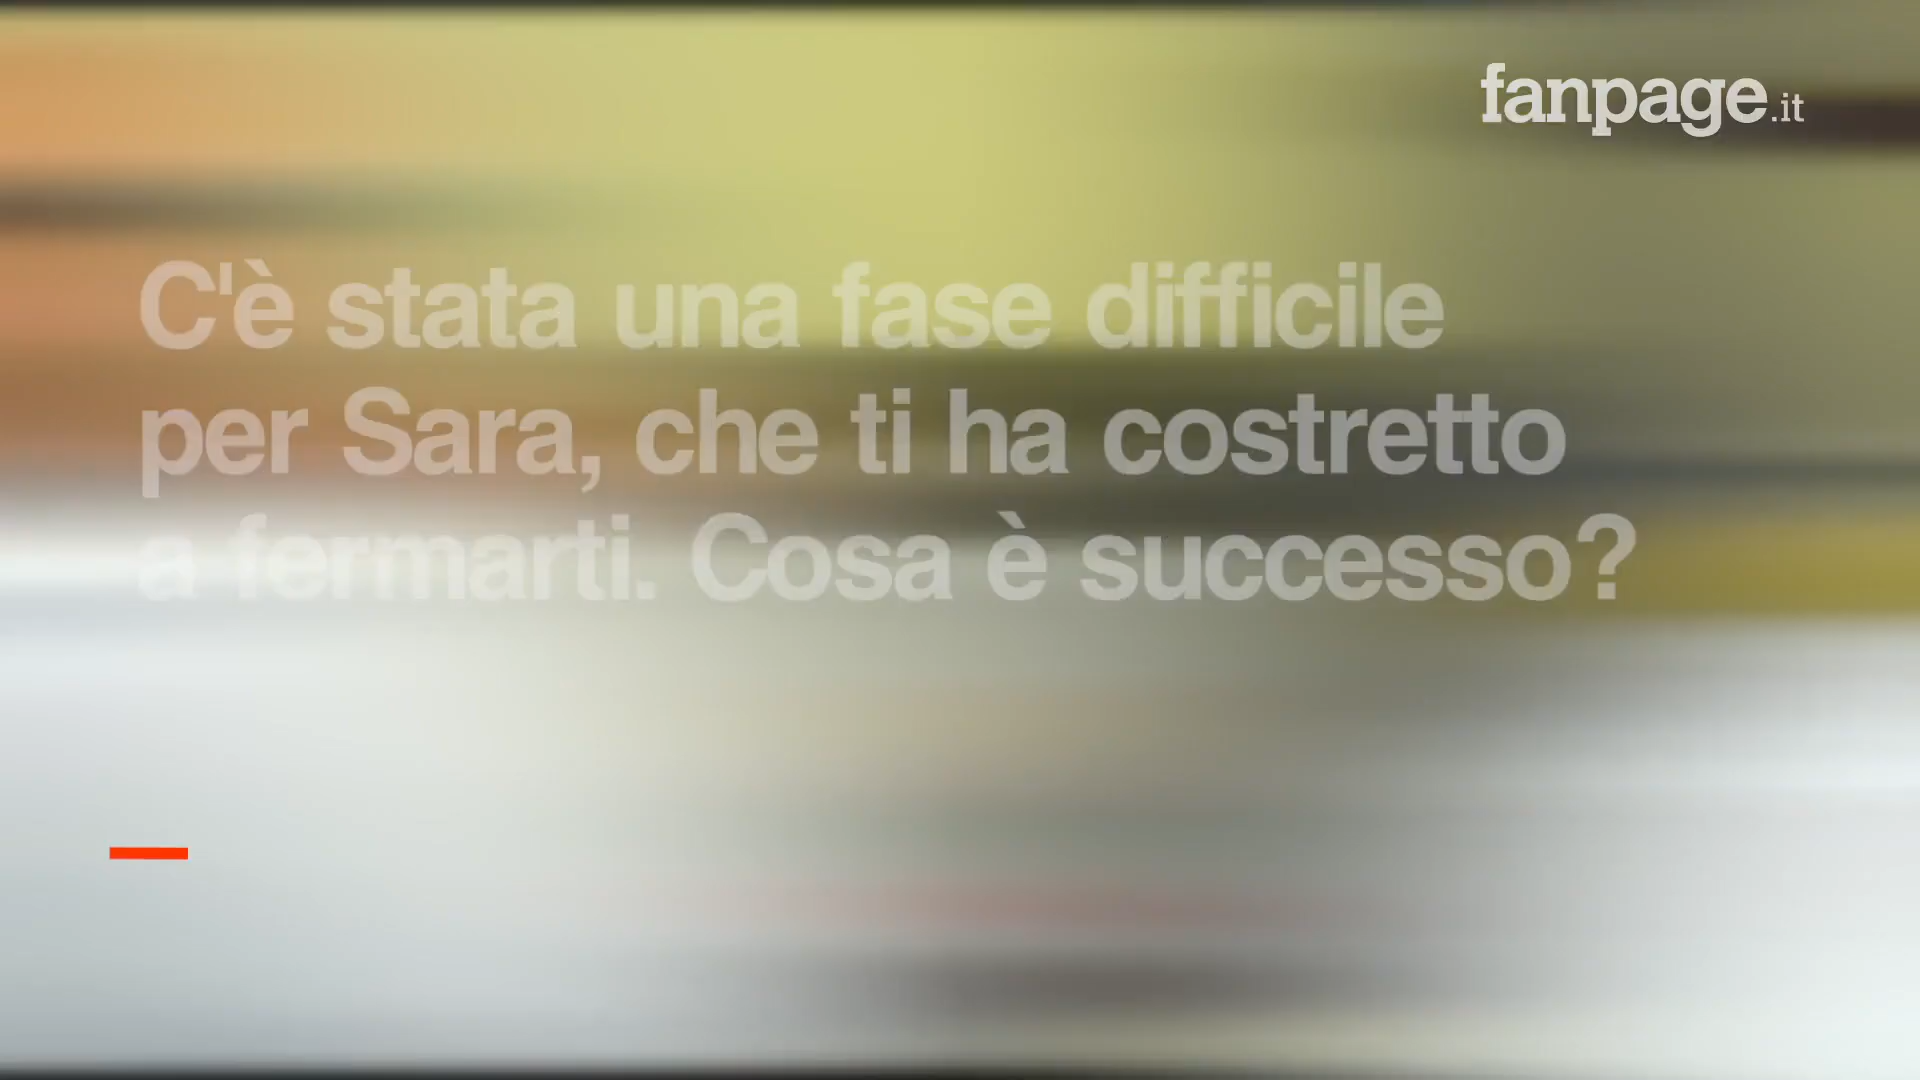 fanpage.it
C'è stata una fase difficile
per Sara, che ti ha costretto
a fermarti. Cosa è successo?